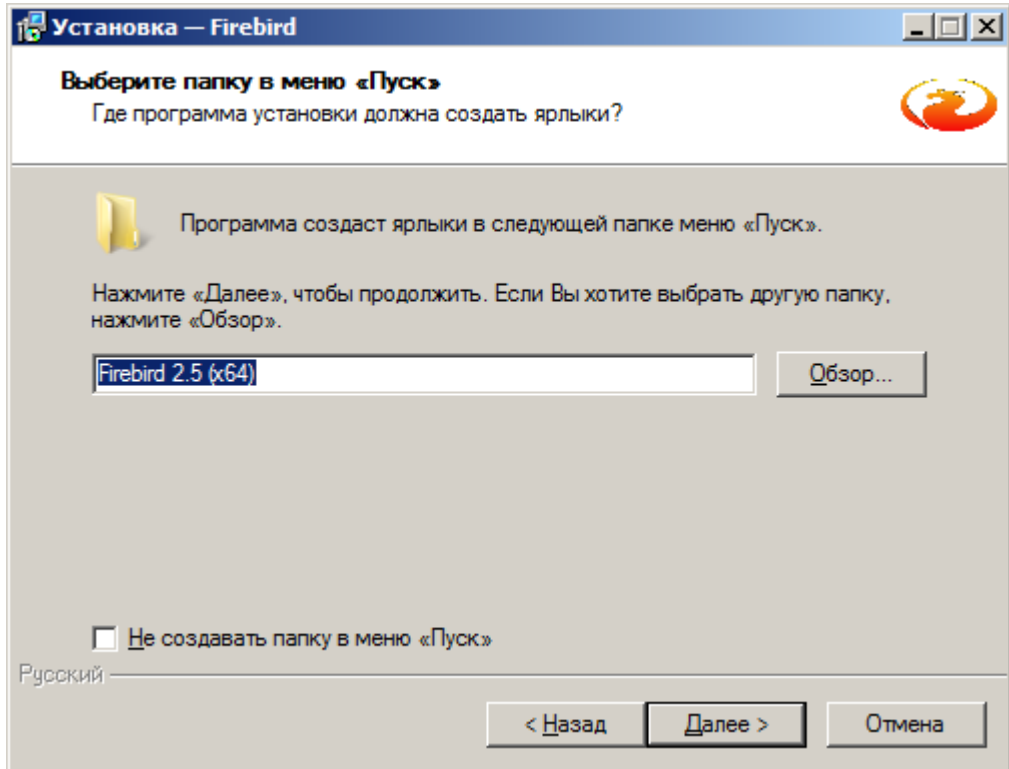 Установка — Firebird
Выберите папку в меню «Пуск»
Где программа установки должна создать ярлыки?
Программа создаст ярлыки в следующей папке меню «Пуск».
Нажмите «Далее», чтобы продолжить. Если Вы хотите выбрать другую папку,
нажмите «Обзор».
Firebird 2.5 (x64)
Обзор...
Не создавать папку в меню «Пуск»
Русский
< Назад
Далее >
Отмена